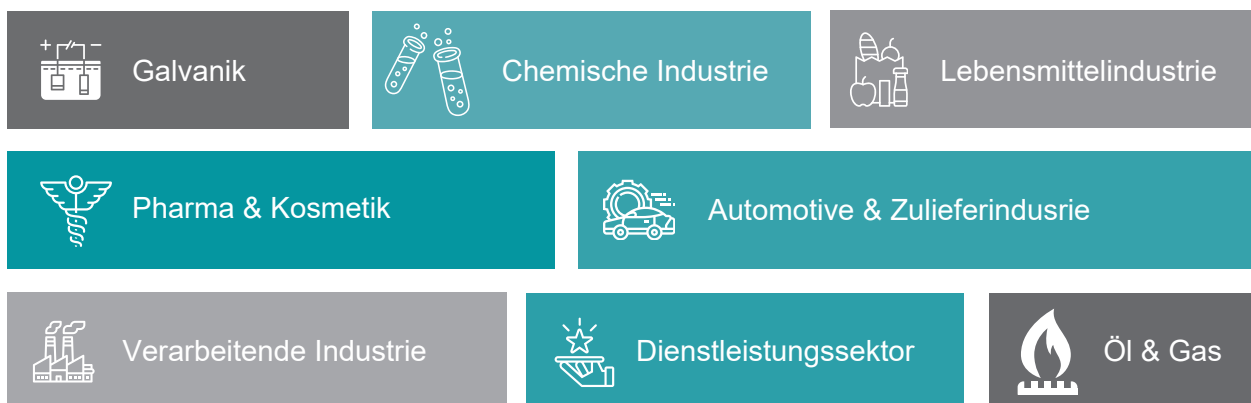 Galvanik
Chemische Industrie
Lebensmittelindustrie
Pharma & Kosmetik
Automotive & Zulieferindusrie
Verarbeitende Industrie
Dienstleistungssektor
Öl & Gas